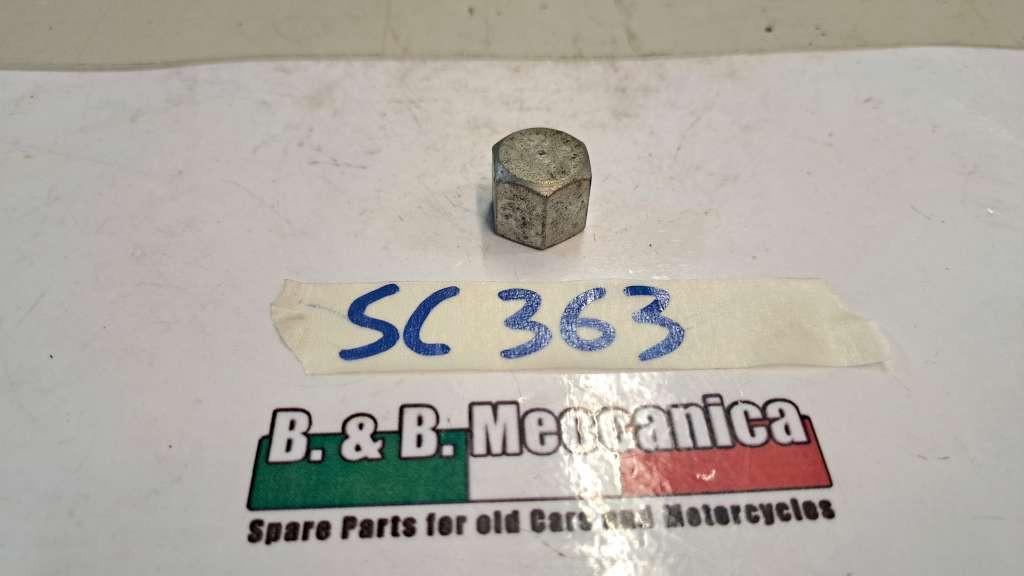 SC 363
B. & B. Meccanica
Spare Parts for old Cars and Motorcycles